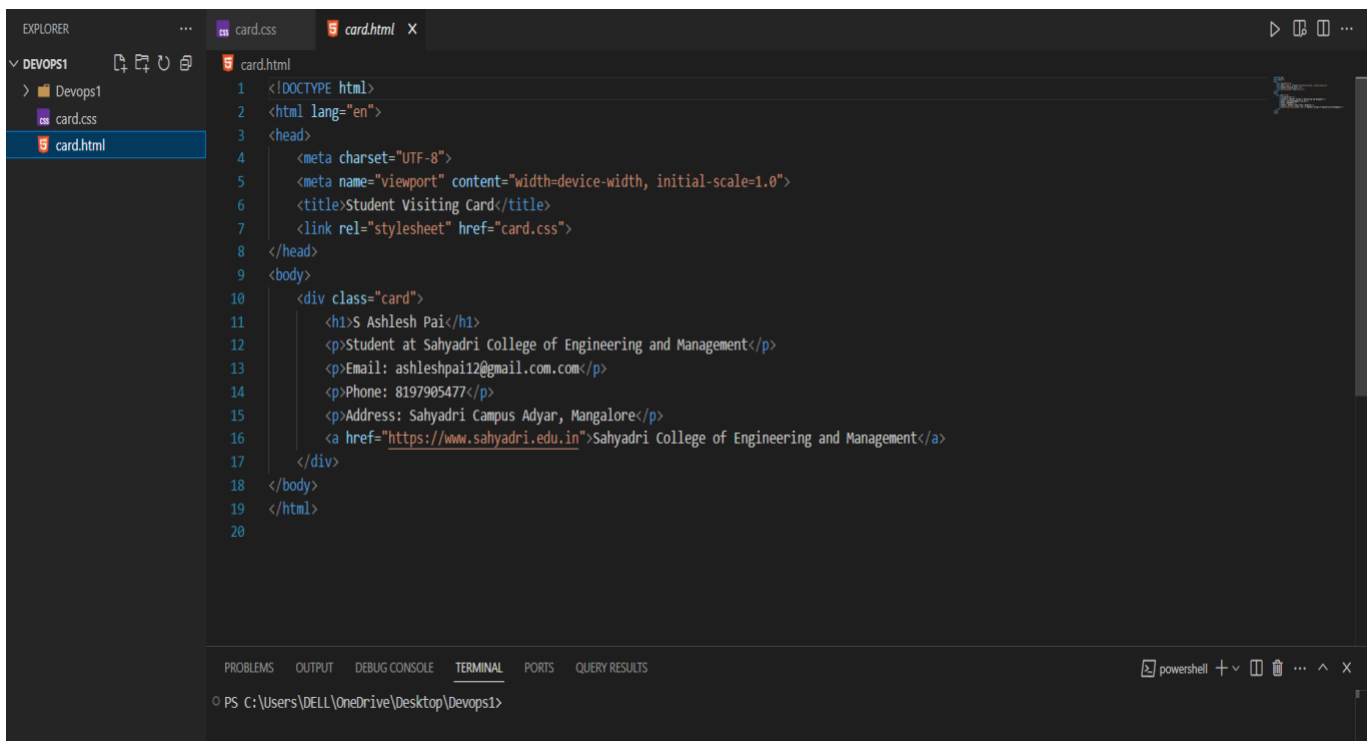 EXPLORER
card.css
card.html
DEVOPS1
Devops1
card.css
card.html
card.html
1 <!DOCTYPE html>
2 <html lang="en">
3 <head>
4 <meta charset="UTF-8">
5 <meta name="viewport" content="width=device-width, initial-scale=1.0">
6 <title>Student Visiting Card</title>
7 <link rel="stylesheet" href="card.css">
8 </head>
9 <body>
10 <div class="card">
11 <h1>S Ashlesh Pai</h1>
12 <p>Student at Sahyadri College of Engineering and Management</p>
13 <p>Email: ashleshpai12@gmail.com.com</p>
14 <p>Phone: 8197905477</p>
15 <p>Address: Sahyadri Campus Adyar, Mangalore</p>
16 <a href="https://www.sahyadri.edu.in">Sahyadri College of Engineering and Management</a>
17 </div>
18 </body>
19 </html>
20
PROBLEMS OUTPUT DEBUG CONSOLE TERMINAL PORTS QUERY RESULTS
powershell
PS C:\Users\DELL\OneDrive\Desktop\Devops1>